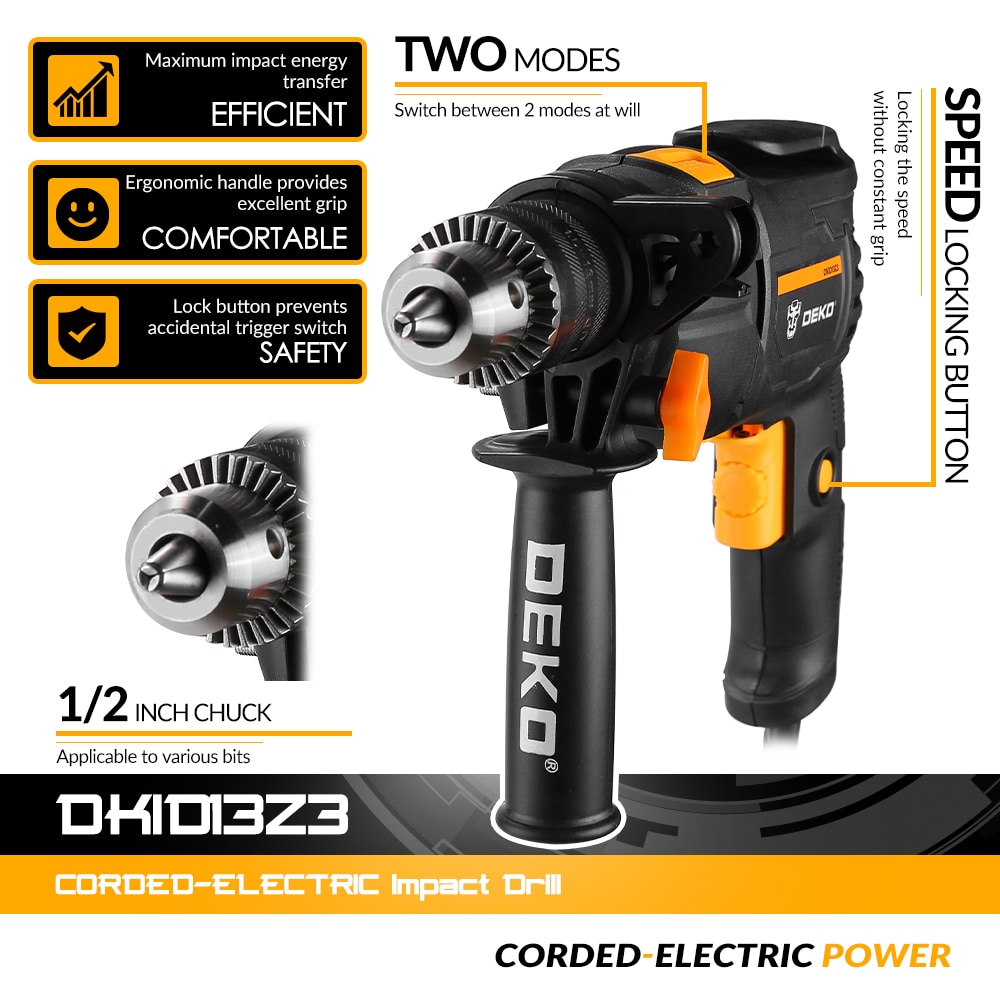 Maximum impact energy
transfer
EFFICIENT
Ergonomic handle provides
excellent grip
COMFORTABLE
Lock button prevents
accidental trigger switch
SAFETY
TWO MODES
Switch between 2 modes at will
SPEED LOCKING BUTTON
Locking the speed
without constant grip
DKID13Z3
DEKO
DEKO®
1/2 INCH CHUCK
Applicable to various bits
DKID13Z3
CORDED-ELECTRIC Impact Drill
CORDED-ELECTRIC POWER